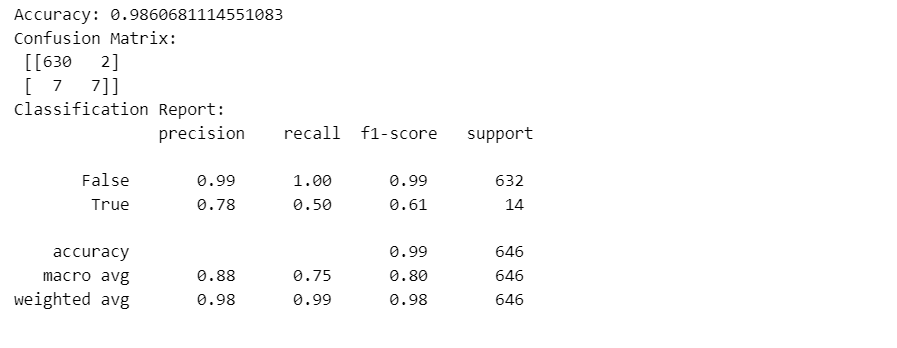 Accuracy: 0.9860681114551083
Confusion Matrix:
[[630   2]
[  7   7]]
Classification Report:
precision    recall  f1-score   support
False       0.99      1.00      0.99       632
True       0.78      0.50      0.61        14
accuracy                           0.99       646
macro avg       0.88      0.75      0.80       646
weighted avg       0.98      0.99      0.98       646